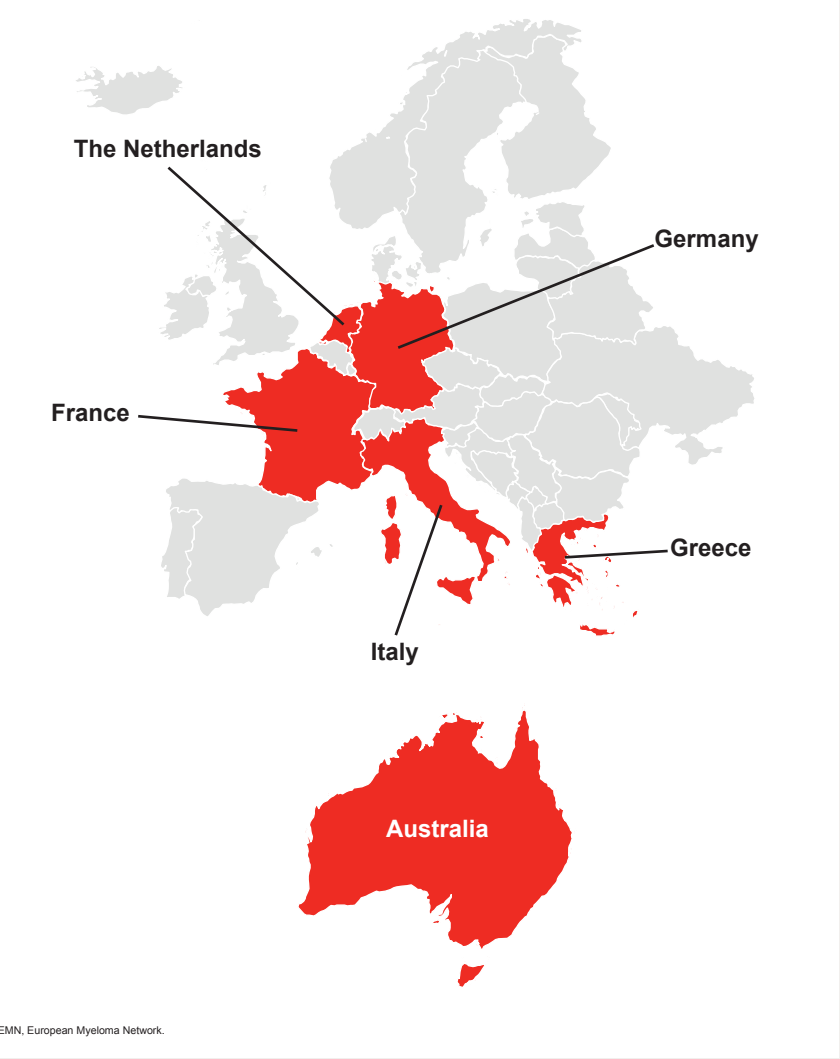 The Netherlands
Germany
France
Greece
Italy
Australia
EMN, European Myeloma Network.